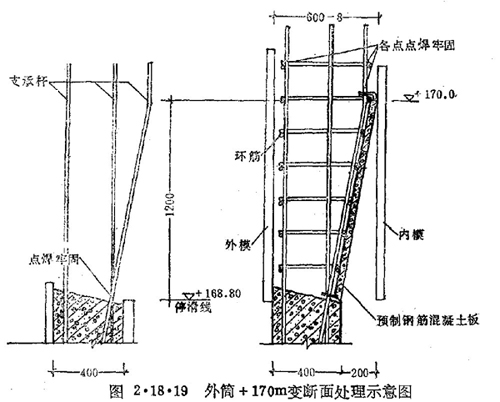 600-8
各点点焊牢固
支承杆
+170.0
环筋
1200
外模
内模
点焊牢固
+168.80
停滑线
预制钢筋混凝土板
400
400
200
图 2·18·19 外筒+170m变断面处理示意图